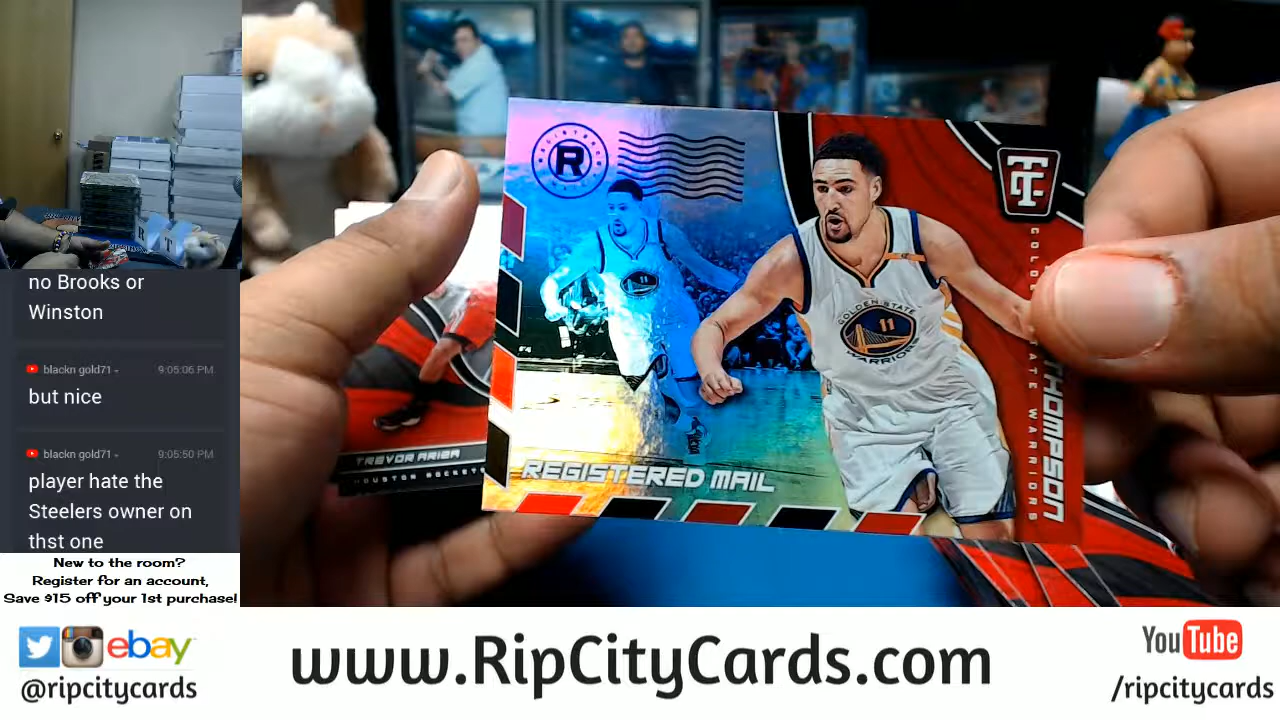 no Brooks or
Winston
blackn gold71
9:05:06 PM
but nice
blackn gold71
9:05:50 PM
player hate the
Steelers owner on
thst one
New to the room?
Register for an account,
Save $15 off your 1st purchase!
R
TC
11
GOLDEN STATE
11
WARRIORS
REGISTERED MAIL
THOMPSON
GOLDEN STATE WARRIORS
TREVOR ARIZA
HOUSTON ROCKETS
R T
ebay
@ripcitycards
www.RipCityCards.com
YouTube
/ripcitycards